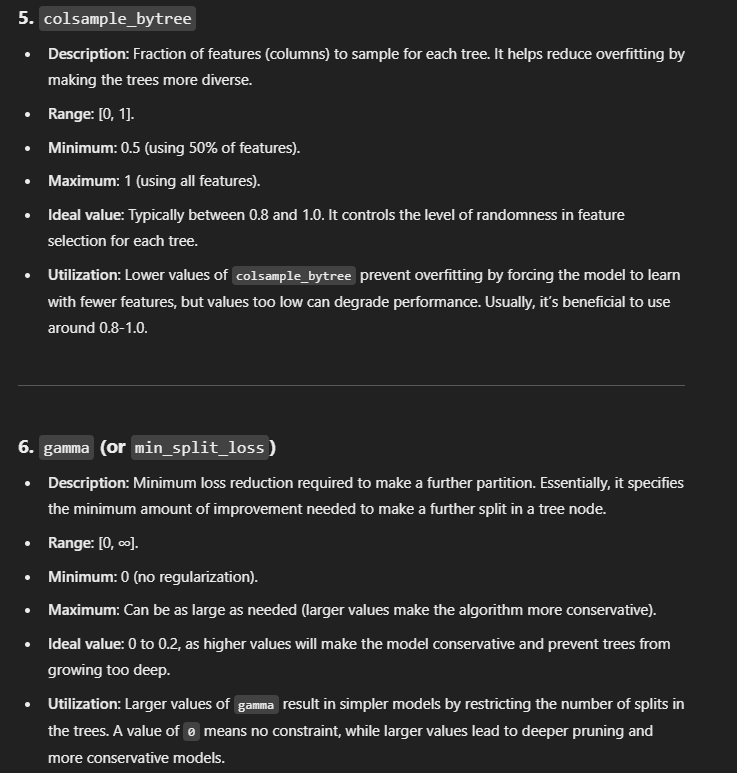 5. colsample_bytree
• Description: Fraction of features (columns) to sample for each tree. It helps reduce overfitting by
making the trees more diverse.
• Range: [0, 1].
• Minimum: 0.5 (using 50% of features).
• Maximum: 1 (using all features).
• Ideal value: Typically between 0.8 and 1.0. It controls the level of randomness in feature
selection for each tree.
• Utilization: Lower values of colsample_bytree prevent overfitting by forcing the model to learn
with fewer features, but values too low can degrade performance. Usually, it's beneficial to use
around 0.8-1.0.
6. gamma (or min_split_loss)
• Description: Minimum loss reduction required to make a further partition. Essentially, it specifies
the minimum amount of improvement needed to make a further split in a tree node.
• Range: [0, ∞].
• Minimum: 0 (no regularization).
• Maximum: Can be as large as needed (larger values make the algorithm more conservative).
• Ideal value: 0 to 0.2, as higher values will make the model conservative and prevent trees from
growing too deep.
• Utilization: Larger values of gamma result in simpler models by restricting the number of splits in
the trees. A value of 0 means no constraint, while larger values lead to deeper pruning and
more conservative models.